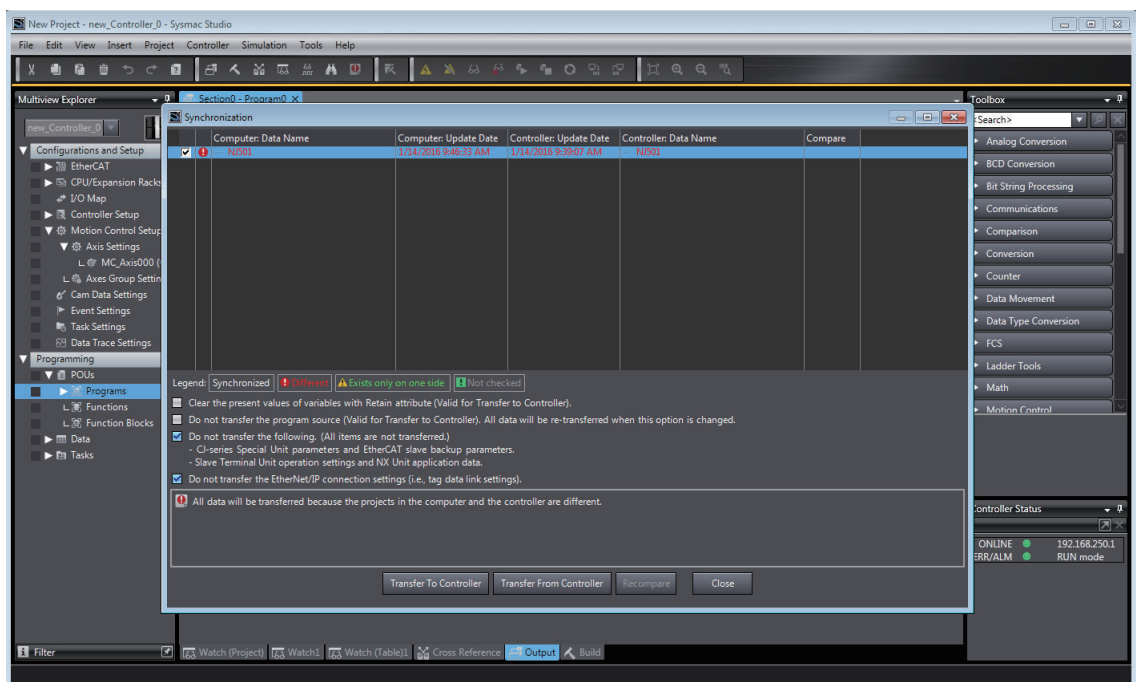 New Project - new_Controller_0 - Sysmac Studio
File Edit View Insert Project Controller Simulation Tools Help
Multiview Explorer
new_Controller_0
Configurations and Setup
EtherCAT
CPU/Expansion Racks
I/O Map
Controller Setup
Motion Control Setup
Axis Settings
MC_Axis000 (
Axes Group Settin
Cam Data Settings
Event Settings
Task Settings
Data Trace Settings
Programming
POUs
Programs
Functions
Function Blocks
Data
Tasks
Filter
Section0 - Program0 X
Synchronization
Computer: Data Name Computer: Update Date Controller: Update Date Controller: Data Name Compare
NJ501 1/14/2016 9:46:33 AM 1/14/2016 9:39:07 AM NJ501
Legend: Synchronized Different Exists only on one side Not checked
Clear the present values of variables with Retain attribute (Valid for Transfer to Controller).
Do not transfer the program source (Valid for Transfer to Controller). All data will be re-transferred when this option is changed.
Do not transfer the following. (All items are not transferred.)
- CJ-series Special Unit parameters and EtherCAT slave backup parameters.
- Slave Terminal Unit operation settings and NX Unit application data.
Do not transfer the EtherNet/IP connection settings (i.e., tag data link settings).
All data will be transferred because the projects in the computer and the controller are different.
Transfer To Controller Transfer From Controller Recompare Close
Watch (Project) Watch1 Watch (Table)1 Cross Reference Output Build
Toolbox
<Search>
Analog Conversion
BCD Conversion
Bit String Processing
Communications
Comparison
Conversion
Counter
Data Movement
Data Type Conversion
FCS
Ladder Tools
Math
Motion Control
Controller Status
ONLINE 192.168.250.1
ERR/ALM RUN mode